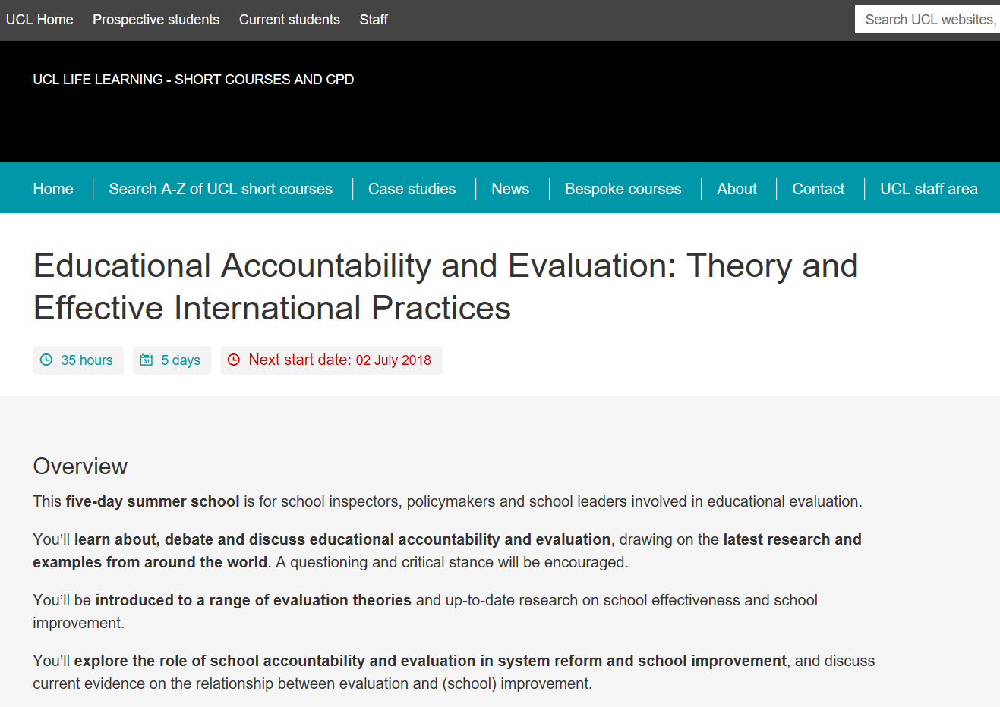 UCL Home Prospective students Current students Staff Search UCL websites,
UCL LIFE LEARNING - SHORT COURSES AND CPD
Home Search A-Z of UCL short courses Case studies News Bespoke courses About Contact UCL staff area
Educational Accountability and Evaluation: Theory and
Effective International Practices
35 hours 31 5 days Next start date: 02 July 2018
Overview
This five-day summer school is for school inspectors, policymakers and school leaders involved in educational evaluation.
You’ll learn about, debate and discuss educational accountability and evaluation, drawing on the latest research and
examples from around the world. A questioning and critical stance will be encouraged.
You’ll be introduced to a range of evaluation theories and up-to-date research on school effectiveness and school
improvement.
You’ll explore the role of school accountability and evaluation in system reform and school improvement, and discuss
current evidence on the relationship between evaluation and (school) improvement.